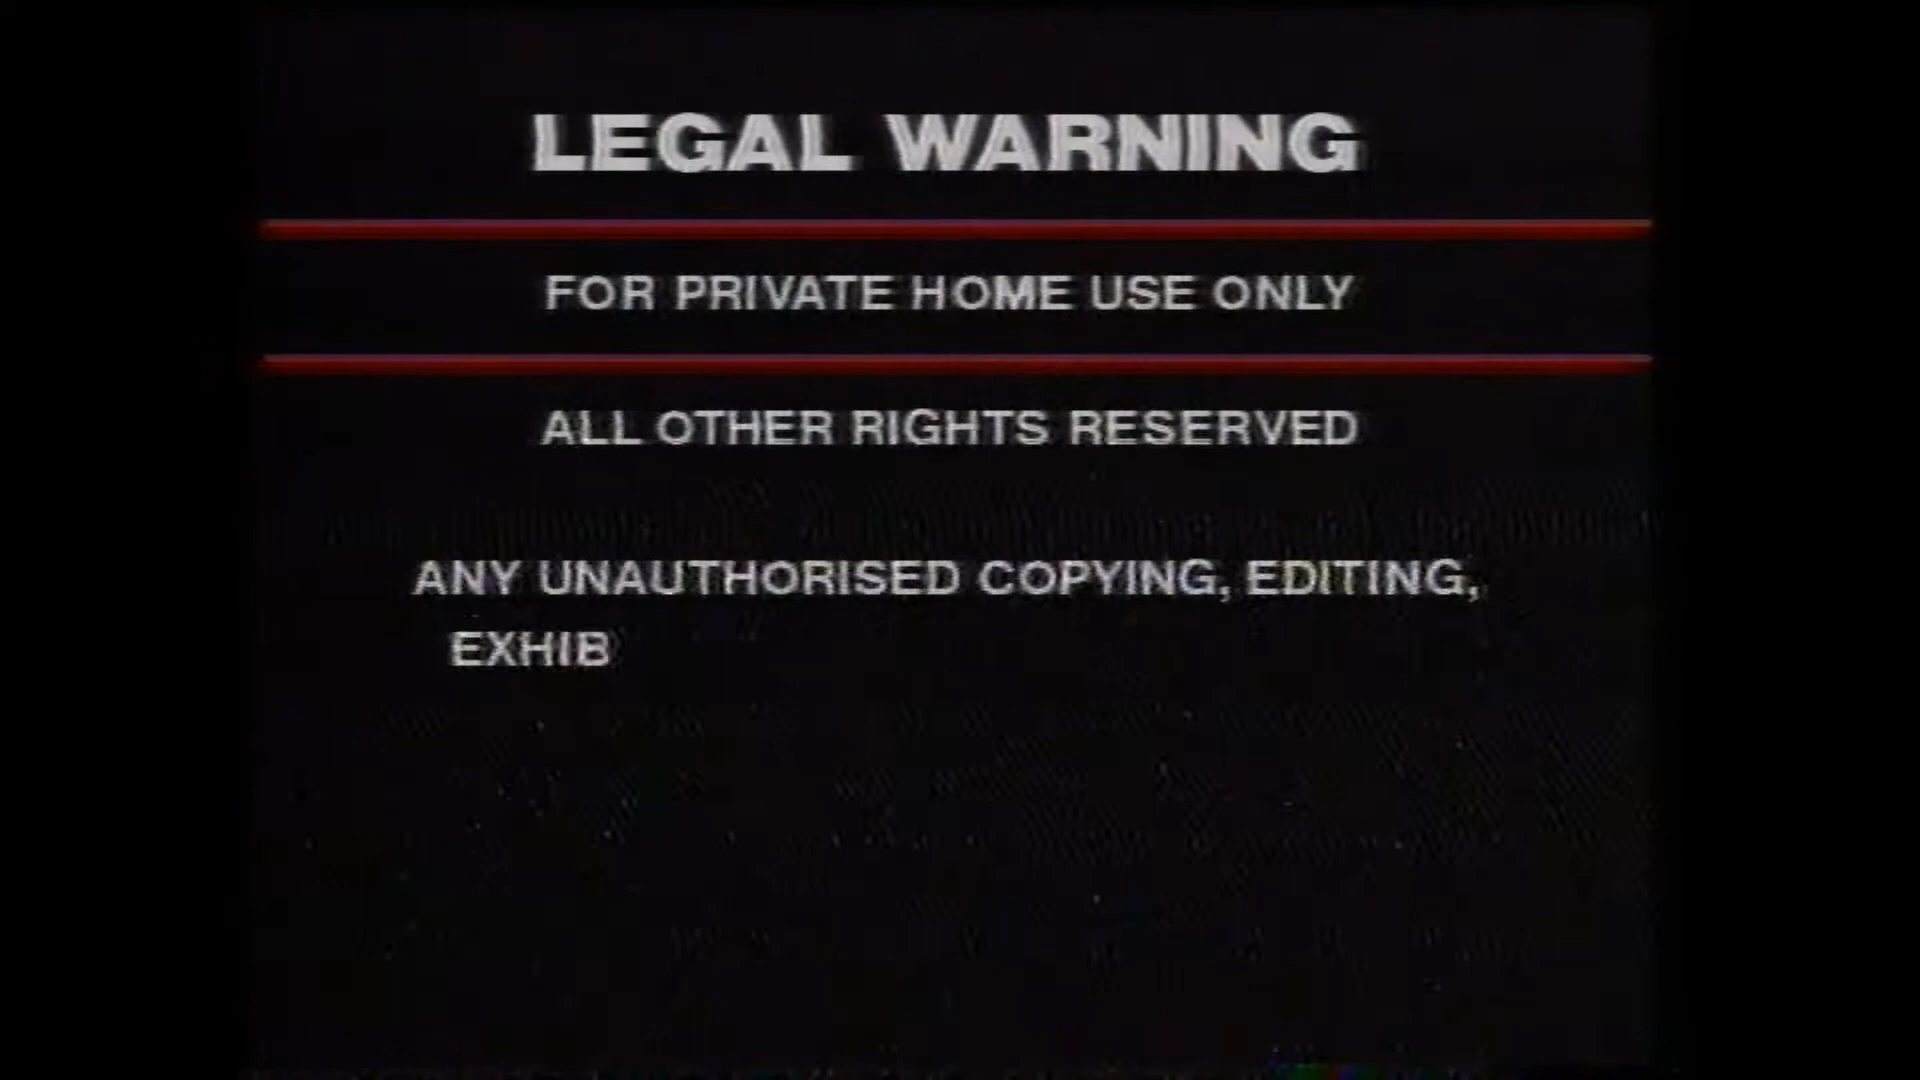 LEGAL WARNING
FOR PRIVATE HOME USE ONLY
ALL OTHER RIGHTS RESERVED
ANY UNAUTHORISED COPYING, EDITING,
EXHIB